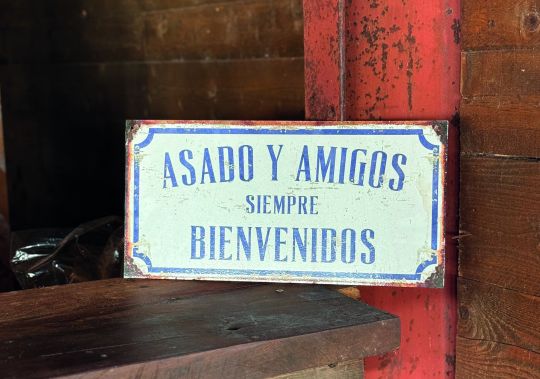 ASADO Y AMIGOS
SIEMPRE
BIENVENIDOS